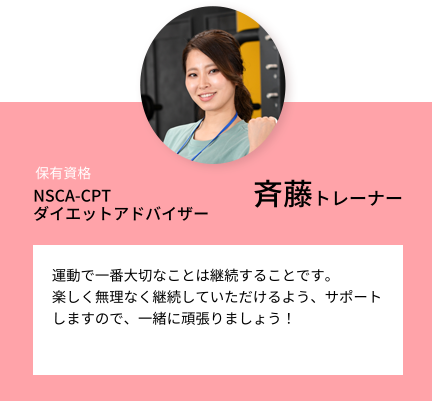 保有資格
NSCA-CPT
ダイエットアドバイザー
斉藤トレーナー
運動で一番大切なことは継続することです。
楽しく無理なく継続していただけるよう、サポート
しますので、一緒に頑張りましょう！